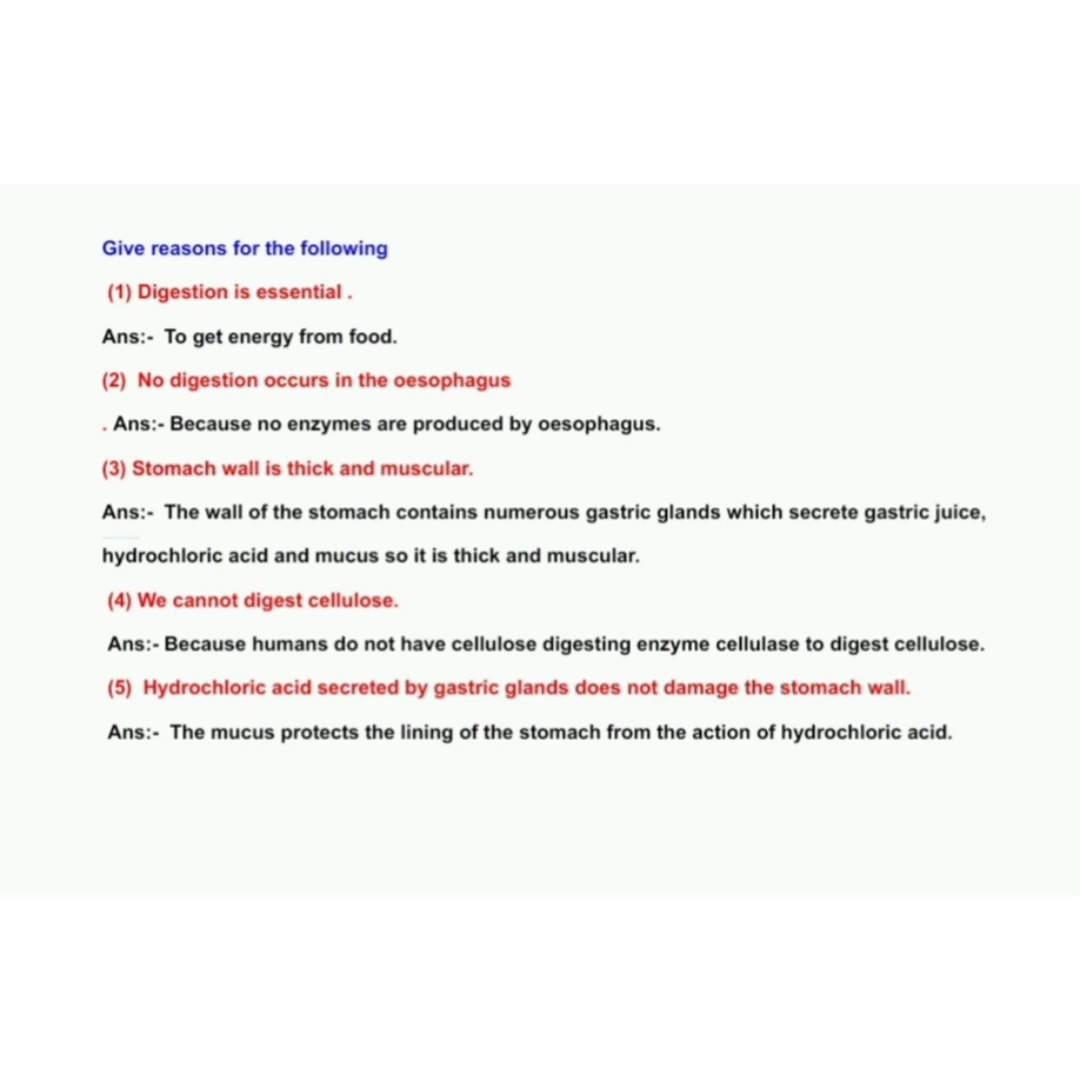 Give reasons for the following
(1) Digestion is essential .
Ans:- To get energy from food.
(2) No digestion occurs in the oesophagus
. Ans:- Because no enzymes are produced by oesophagus.
(3) Stomach wall is thick and muscular.
Ans:- The wall of the stomach contains numerous gastric glands which secrete gastric juice,
hydrochloric acid and mucus so it is thick and muscular.
(4) We cannot digest cellulose.
Ans:- Because humans do not have cellulose digesting enzyme cellulase to digest cellulose.
(5) Hydrochloric acid secreted by gastric glands does not damage the stomach wall.
Ans:- The mucus protects the lining of the stomach from the action of hydrochloric acid.